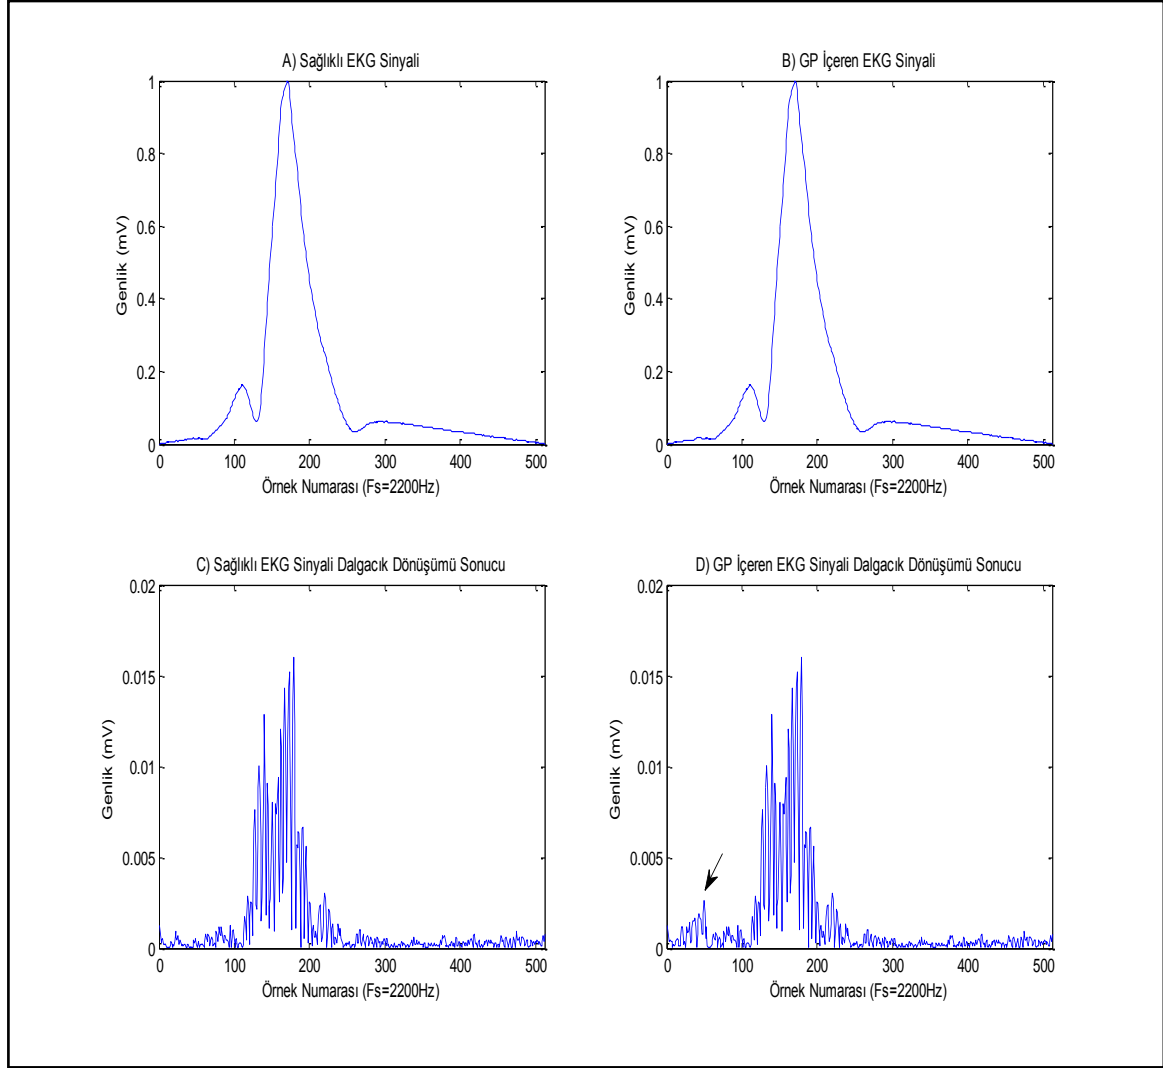 A) Sağlıklı EKG Sinyali
Genlik (mV)
1
0.8
0.6
0.4
0.2
0
0 100 200 300 400 500
Örnek Numarası (Fs=2200Hz)
B) GP İçeren EKG Sinyali
Genlik (mV)
1
0.8
0.6
0.4
0.2
0
0 100 200 300 400 500
Örnek Numarası (Fs=2200Hz)
C) Sağlıklı EKG Sinyali Dalgacık Dönüşümü Sonucu
Genlik (mV)
0.02
0.015
0.01
0.005
0
0 100 200 300 400 500
Örnek Numarası (Fs=2200Hz)
D) GP İçeren EKG Sinyali Dalgacık Dönüşümü Sonucu
Genlik (mV)
0.02
0.015
0.01
0.005
0
0 100 200 300 400 500
Örnek Numarası (Fs=2200Hz)